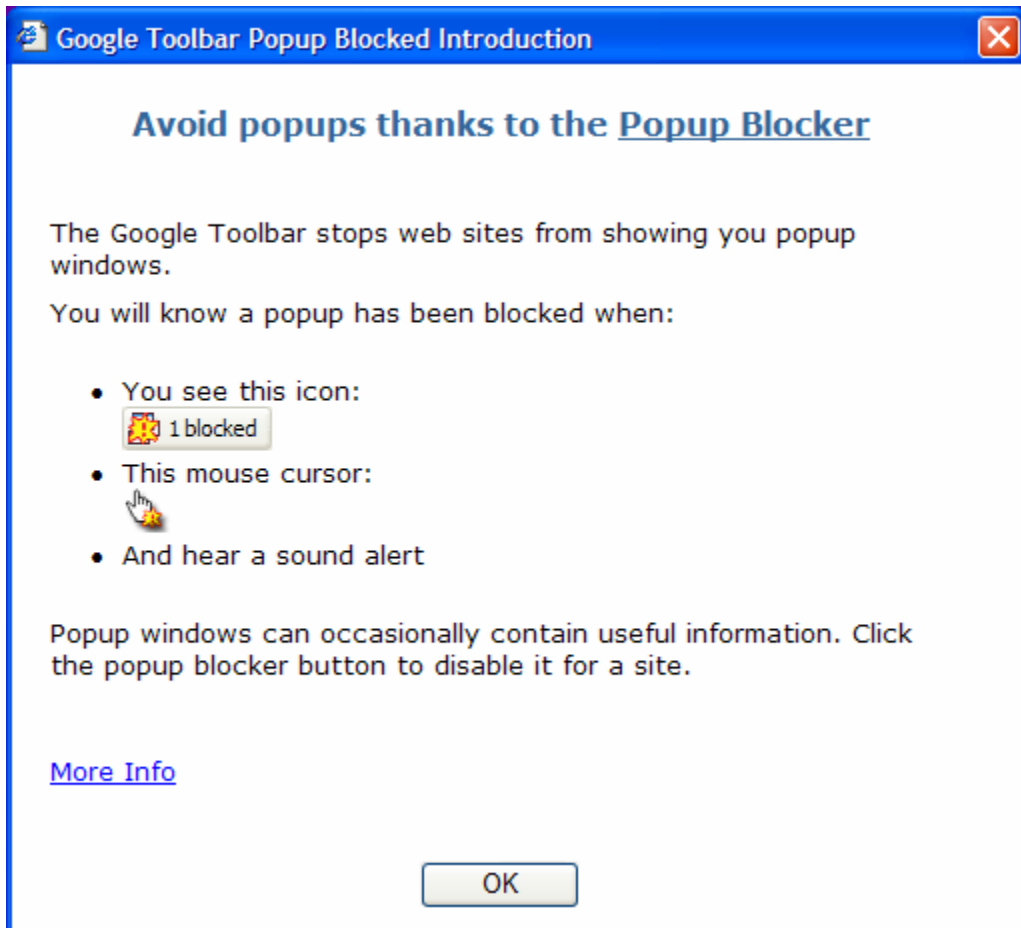 Google Toolbar Popup Blocked Introduction
Avoid popups thanks to the Popup Blocker
The Google Toolbar stops web sites from showing you popup
windows.
You will know a popup has been blocked when:
• You see this icon:
1 blocked
• This mouse cursor:
• And hear a sound alert
Popup windows can occasionally contain useful information. Click
the popup blocker button to disable it for a site.
More Info
OK